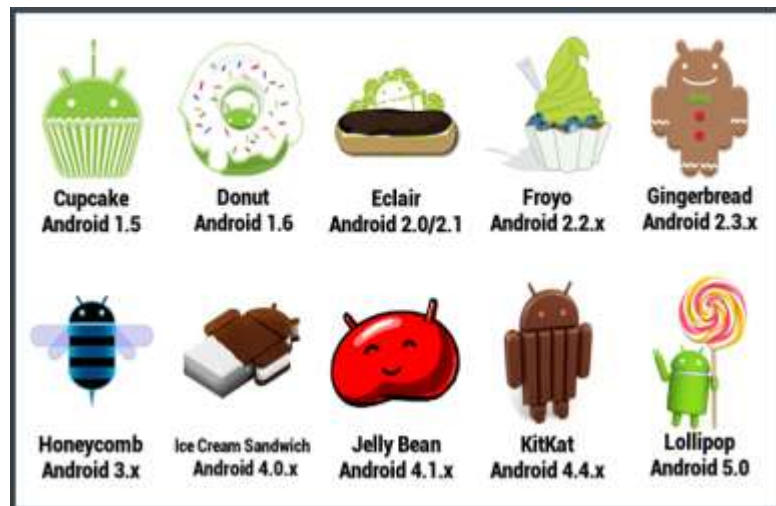 Cupcake
Android 1.5
Donut
Android 1.6
Eclair
Android 2.0/2.1
Froyo
Android 2.2.x
Gingerbread
Android 2.3.x
Honeycomb
Android 3.x
Ice Cream Sandwich
Android 4.0.x
Jelly Bean
Android 4.1.x
KitKat
Android 4.4.x
Lollipop
Android 5.0